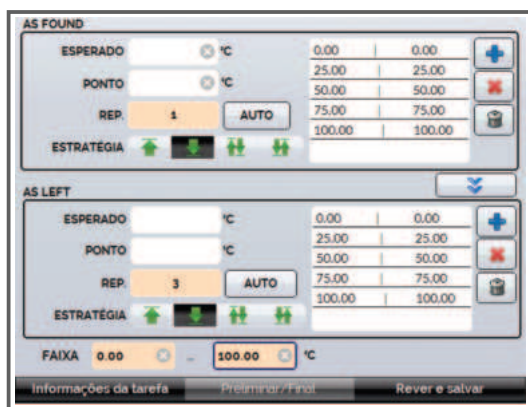 AS FOUND
ESPERADO °C
PONTO °C
REP. 1 AUTO
ESTRATÉGIA
0.00 | 0.00
25.00 | 25.00
50.00 | 50.00
75.00 | 75.00
100.00 | 100.00
AS LEFT
ESPERADO °C
PONTO °C
REP. 3 AUTO
ESTRATÉGIA
0.00 | 0.00
25.00 | 25.00
50.00 | 50.00
75.00 | 75.00
100.00 | 100.00
FAIXA 0.00 - 100.00 °C
Informações da tarefa Preliminar/Final Rever e salvar